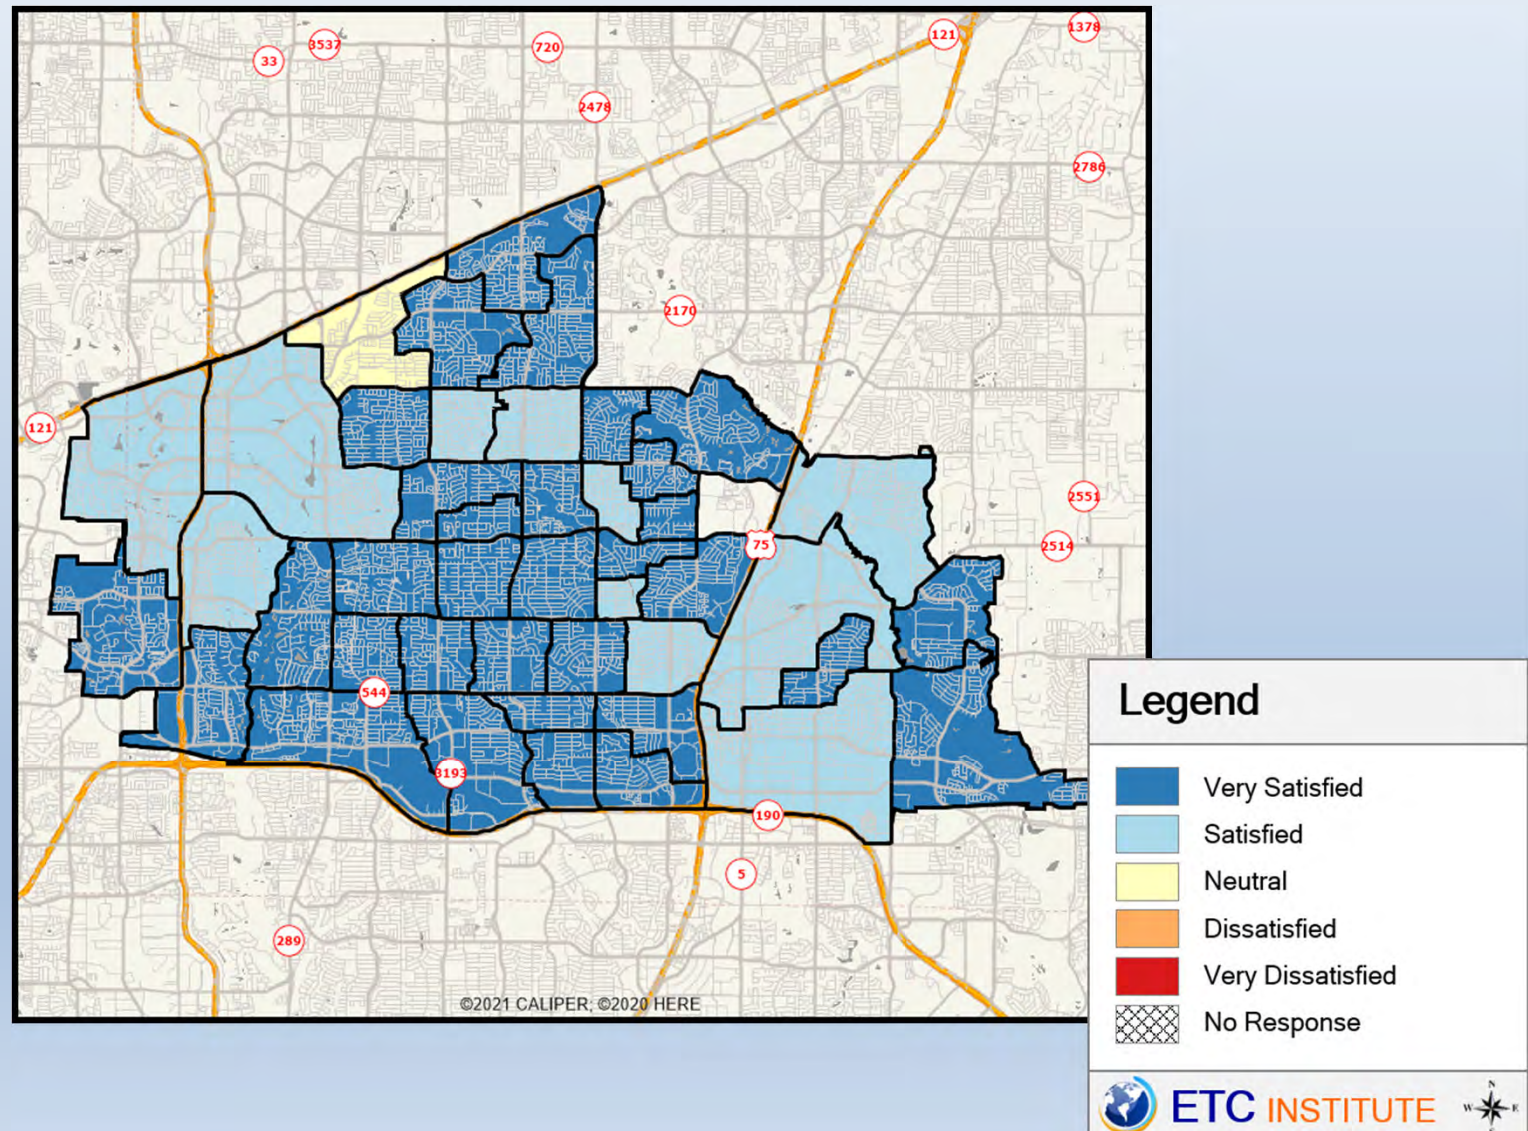 1378
121
3537
720
33
2478
2786
2170
121
2551
75
2514
544
3193
190
5
289
©2021 CALIPER; ©2020 HERE
Legend
Very Satisfied
Satisfied
Neutral
Dissatisfied
Very Dissatisfied
No Response
ETC INSTITUTE
N
W E